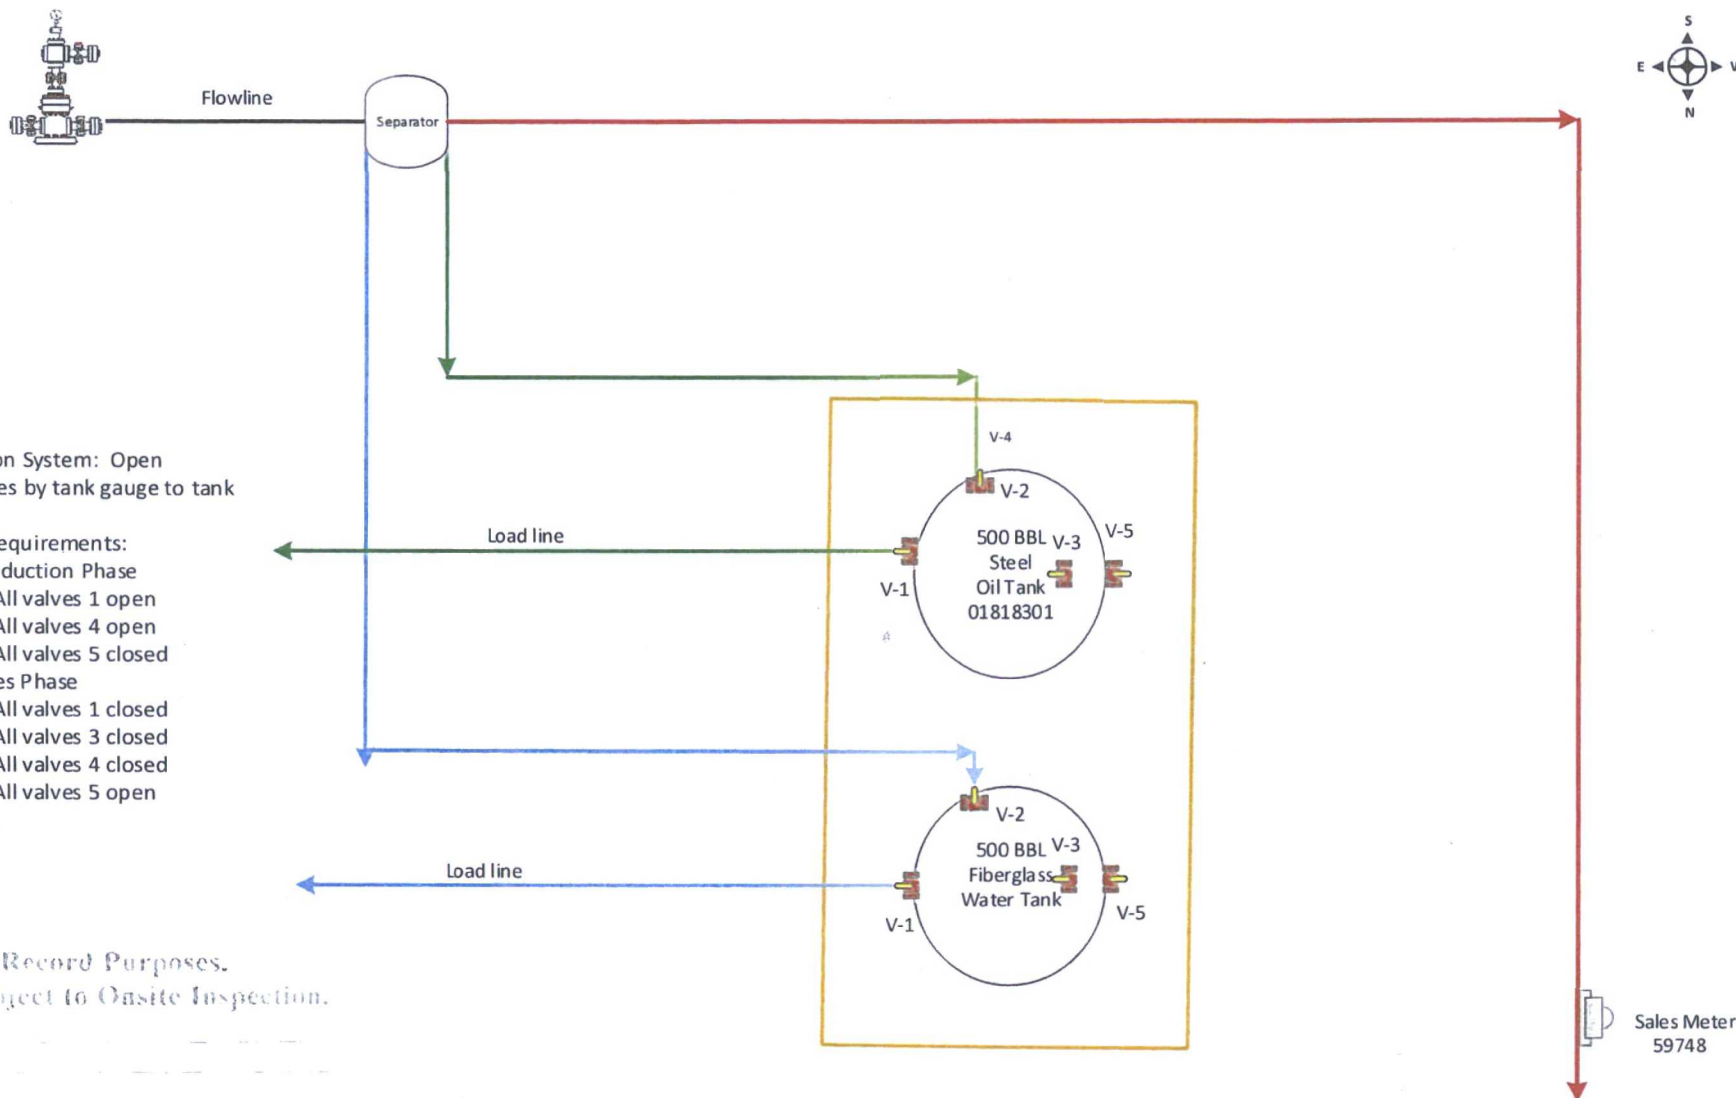 S
E
N
Flowline
Separator
V-4
V-2
on System: Open
es by tank gauge to tank
equirements:
duction Phase
All valves 1 open
All valves 4 open
All valves 5 closed
es Phase
All valves 1 closed
All valves 3 closed
All valves 4 closed
All valves 5 open
Load line
V-1
500 BBL
Steel
Oil Tank
01818301
V-3
V-5
V-2
Load line
V-1
500 BBL
Fiberglass
Water Tank
V-3
V-5
Record Purposes.
ject to Onsite Inspection.
Sales Meter
59748